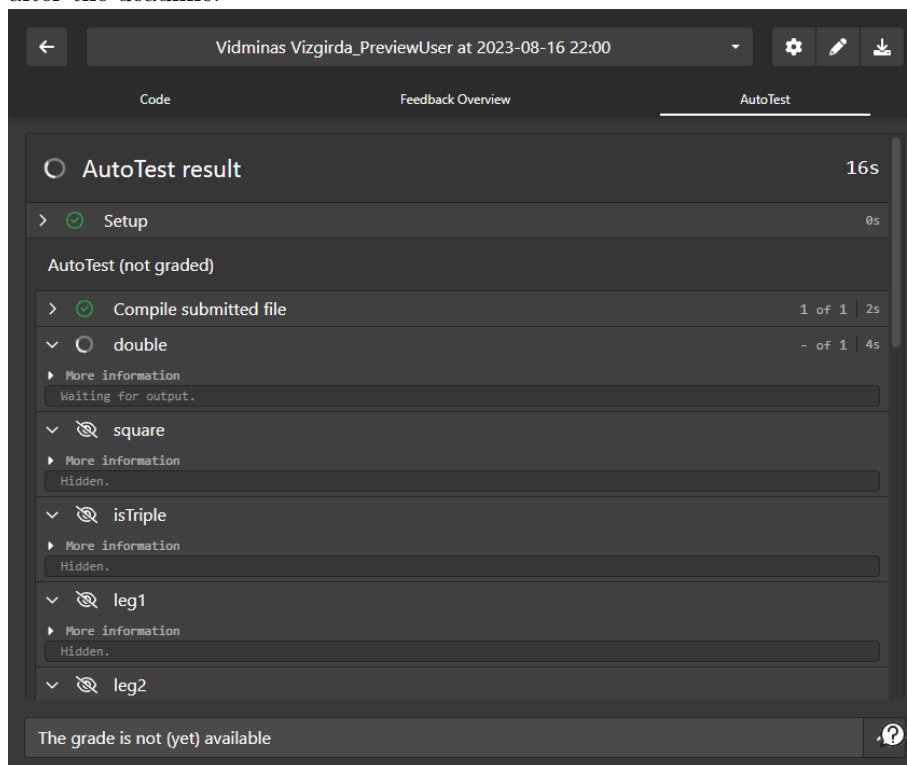 Vidminas Vizgirda_PreviewUser at 2023-08-16 22:00
Code Feedback Overview AutoTest
AutoTest result 16s
Setup 0s
AutoTest (not graded)
Compile submitted file 1 of 1 2s
double - of 1 4s
More information
Waiting for output.
square
More information
Hidden.
isTriple
More information
Hidden.
leg1
More information
Hidden.
leg2
The grade is not (yet) available